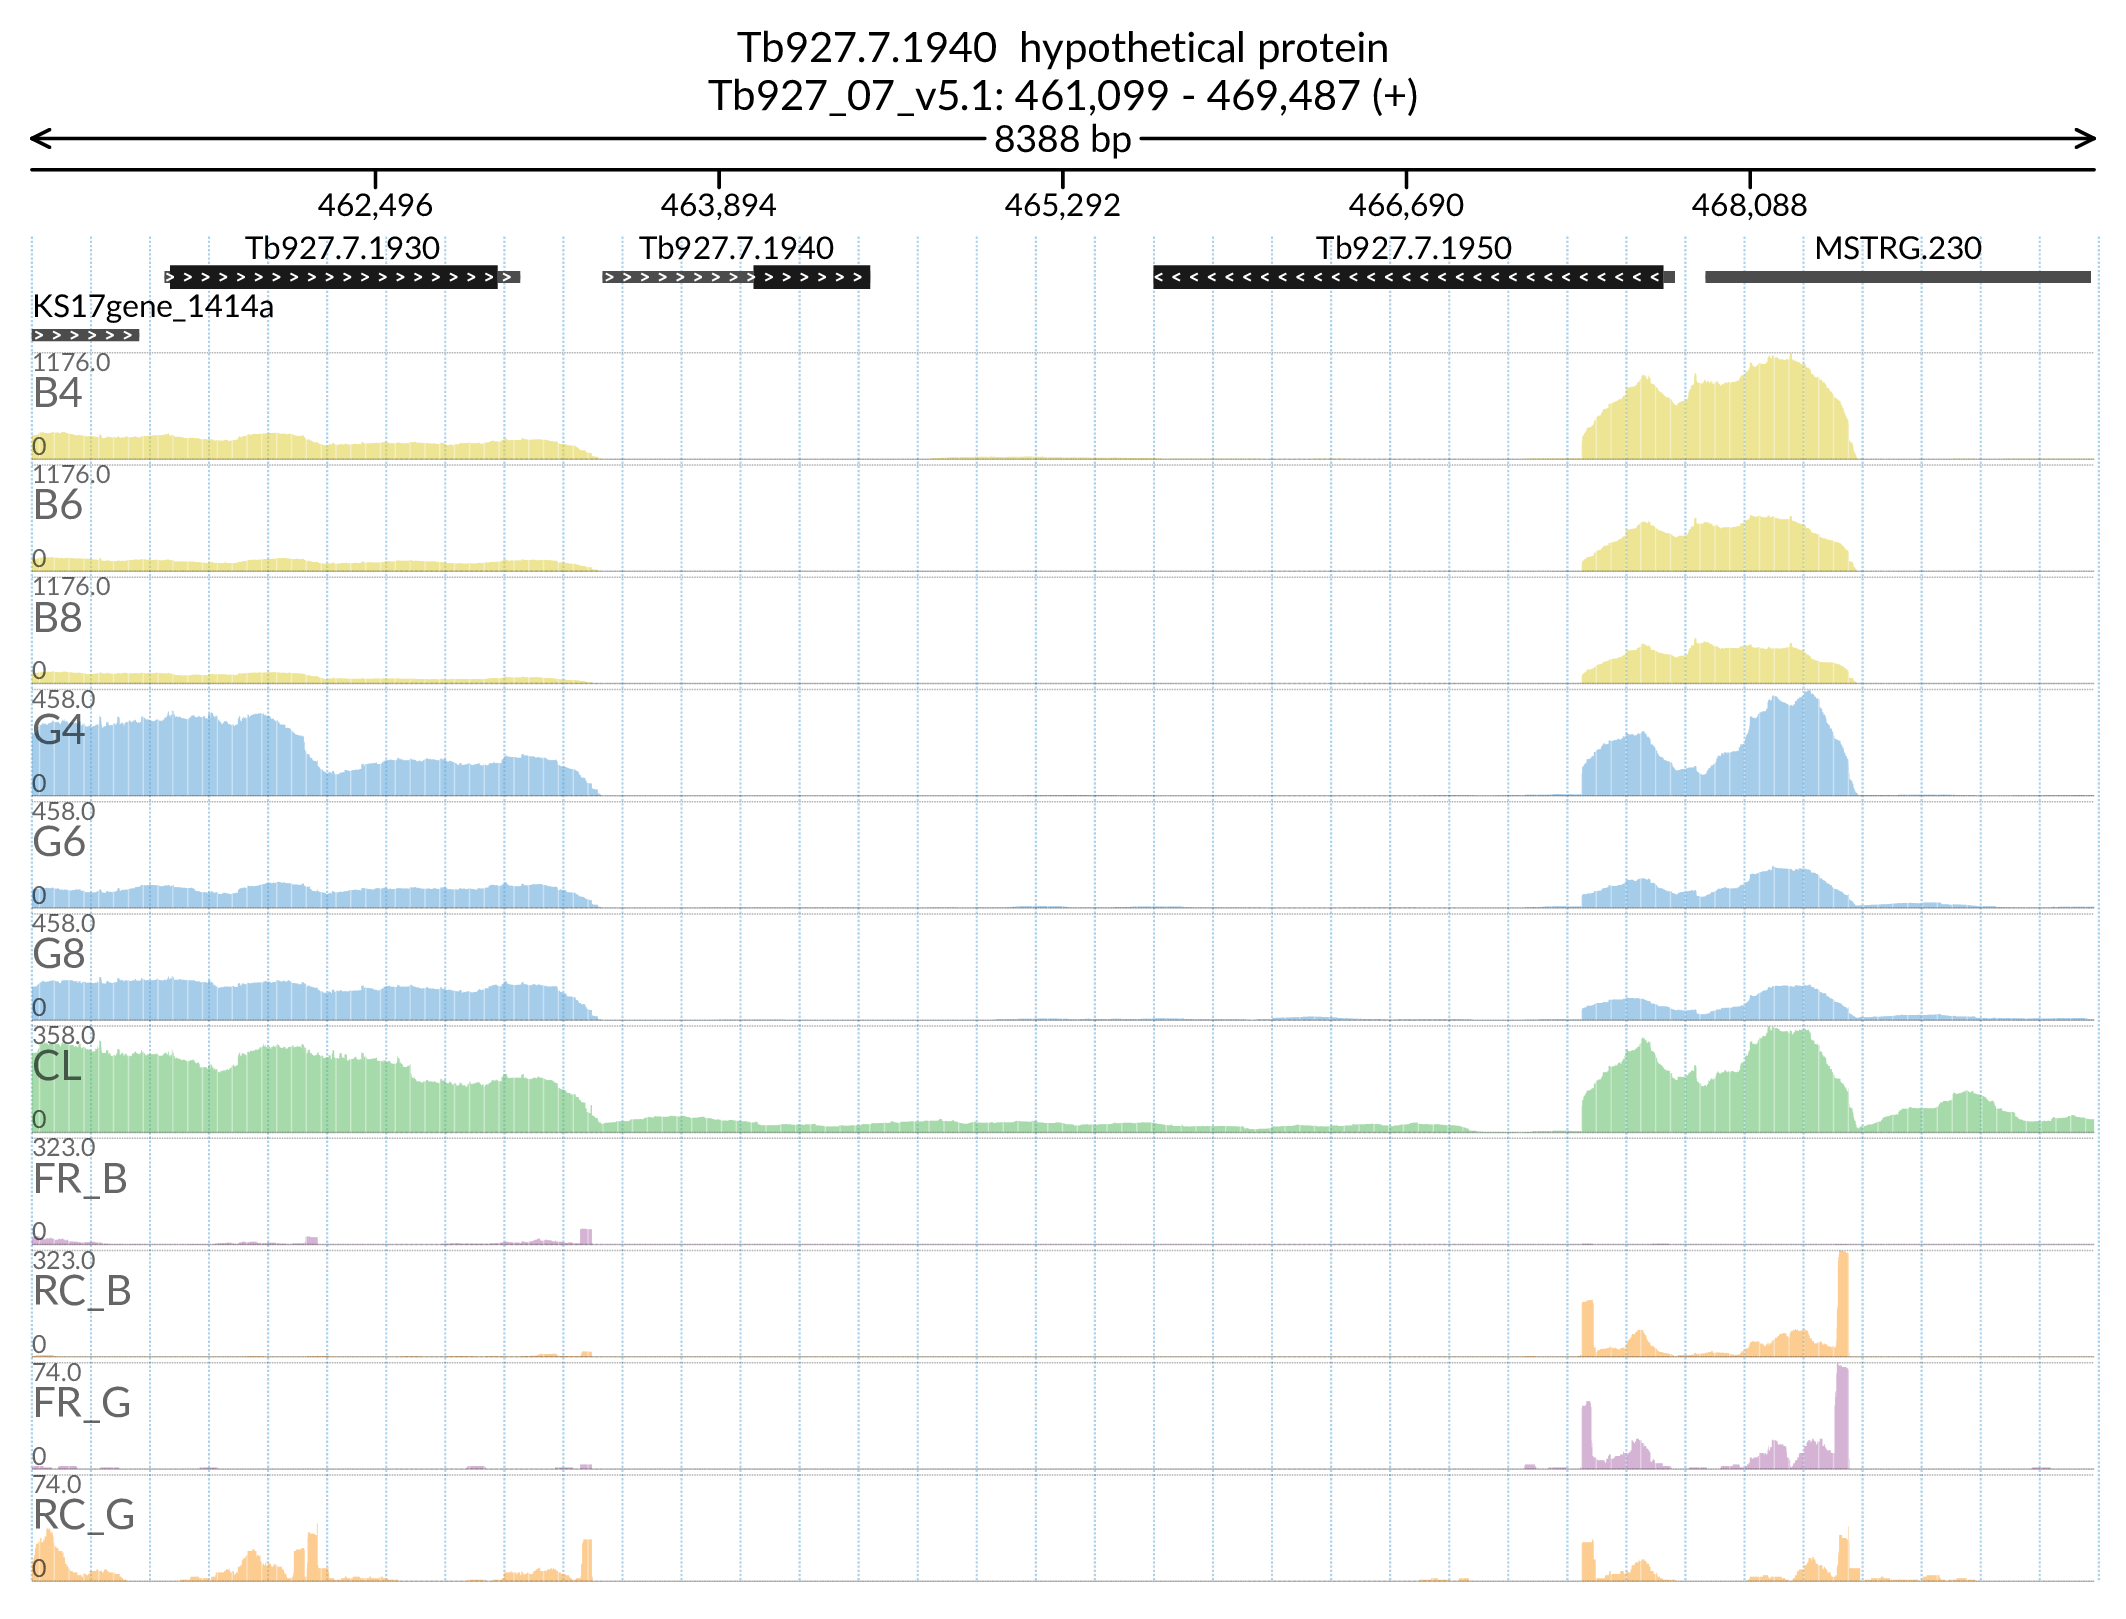 Tb927.7.1940  hypothetical protein
Tb927_07_v5.1: 461,099 - 469,487 (+)
8388 bp
462,496 463,894 465,292 466,690 468,088
Tb927.7.1930 Tb927.7.1940 Tb927.7.1950 MSTRG.230
KS17gene_1414a
1176.0
B4
0
1176.0
B6
0
1176.0
B8
0
458.0
G4
0
458.0
G6
0
458.0
G8
0
358.0
CL
0
323.0
FR_B
0
323.0
RC_B
0
74.0
FR_G
0
74.0
RC_G
0